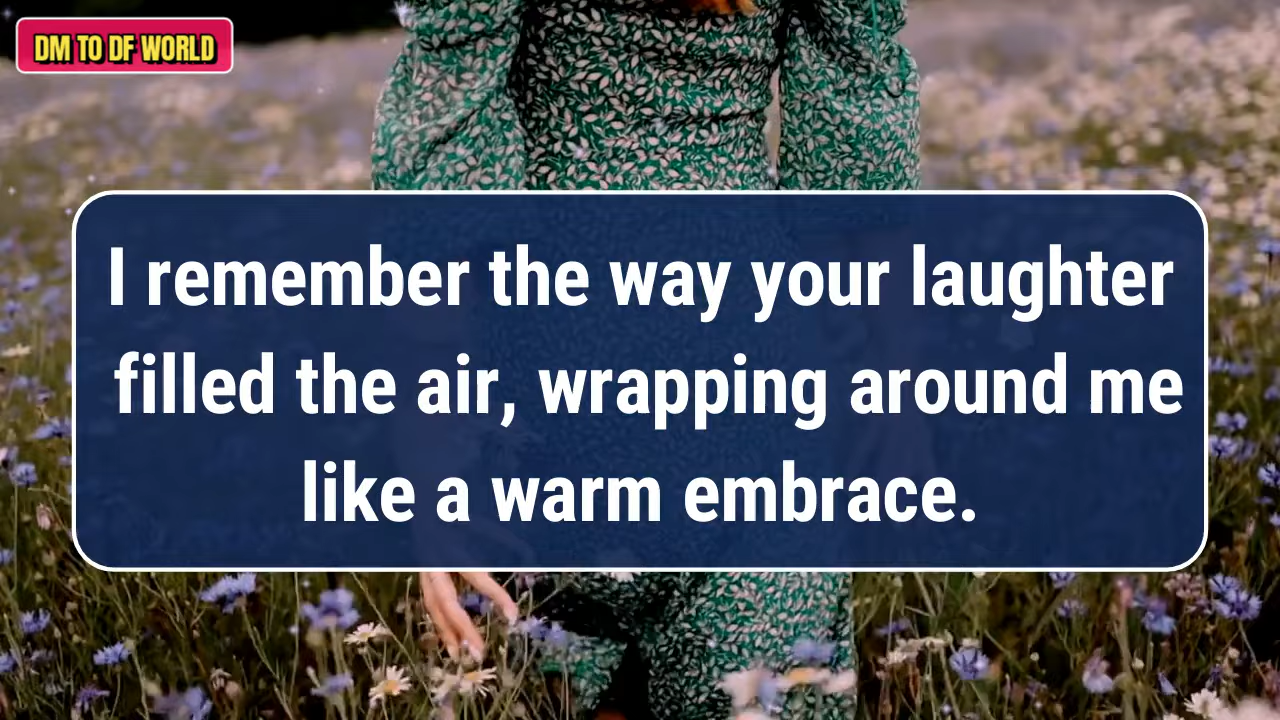 DM TO DF WORLD
I remember the way your laughter
filled the air, wrapping around me
like a warm embrace.